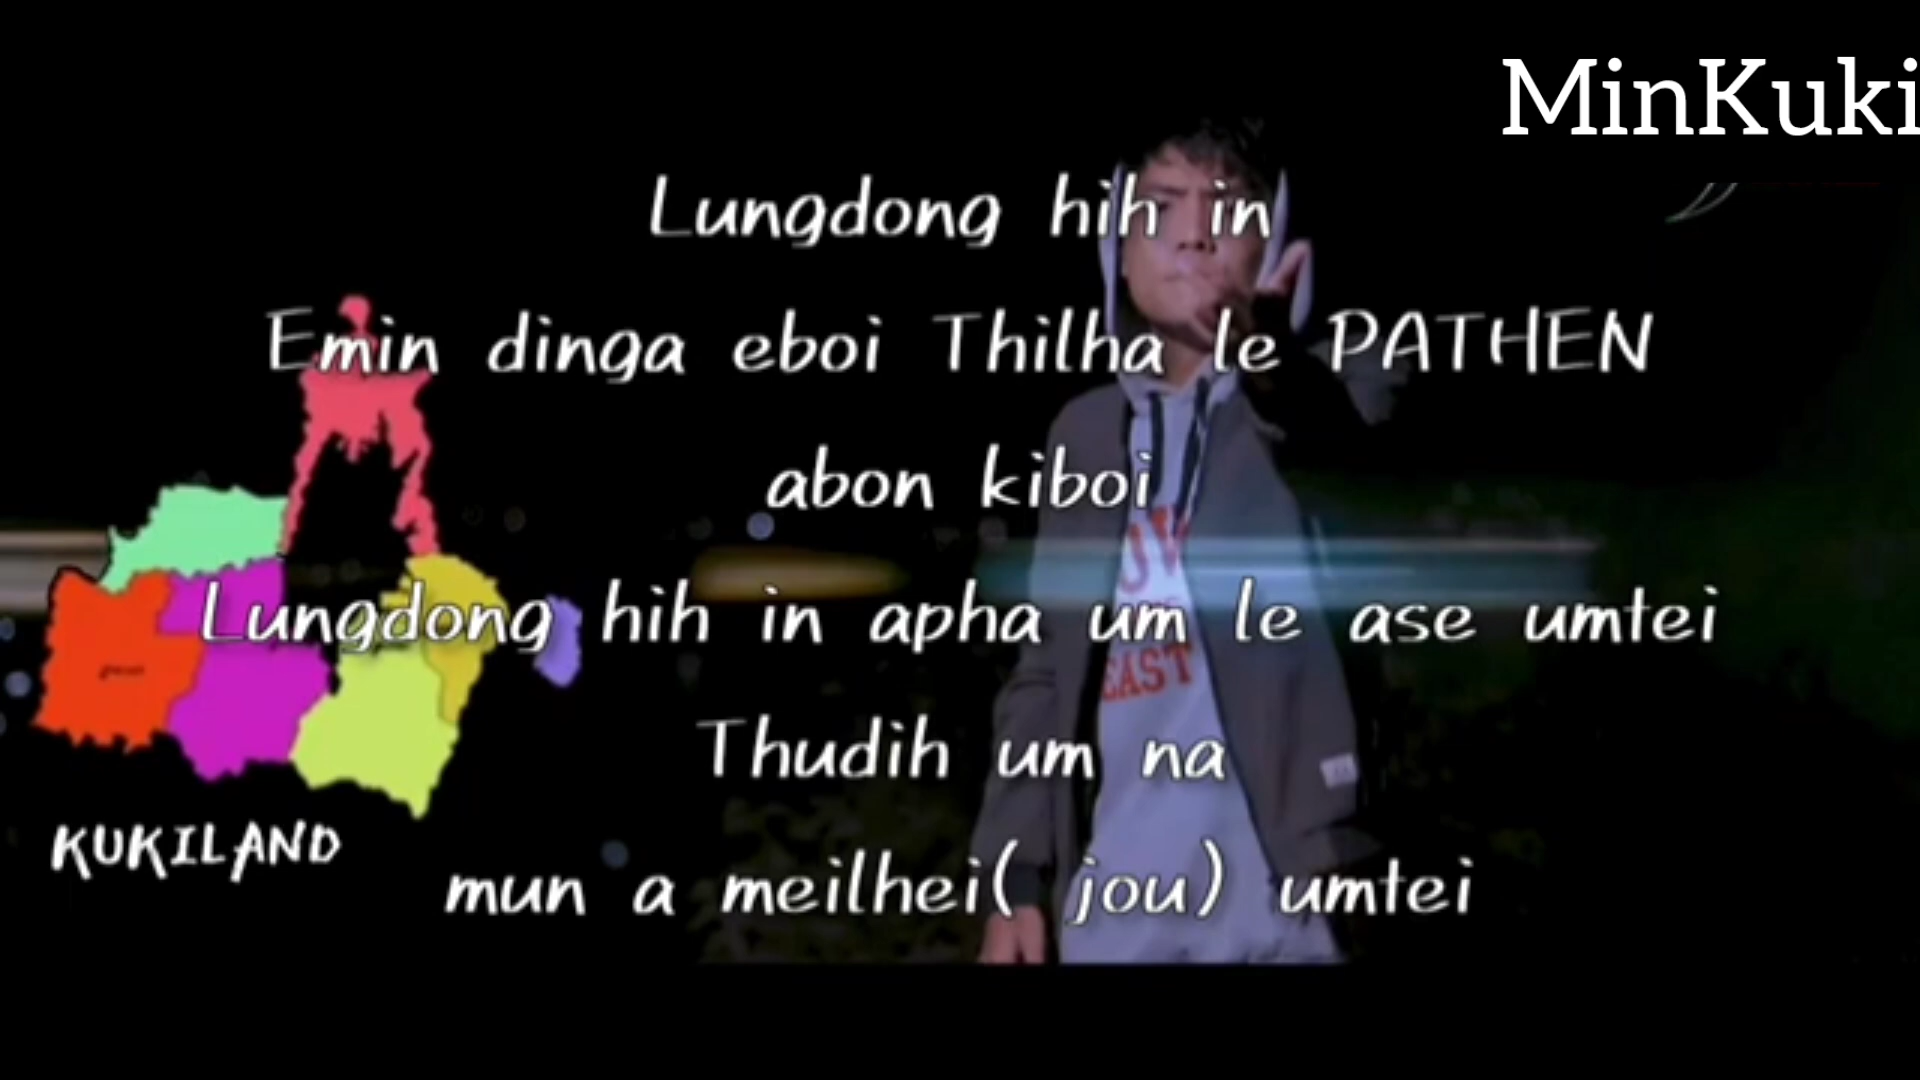 MinKuki
Lungdong hih in
Emin dinga eboi Thilha le PATHEN
abon kiboi
Lungdong hih in apha um le ase umtei
EAST
Thudih um na
KUKILAND
mun a meilhei( jou) umtei